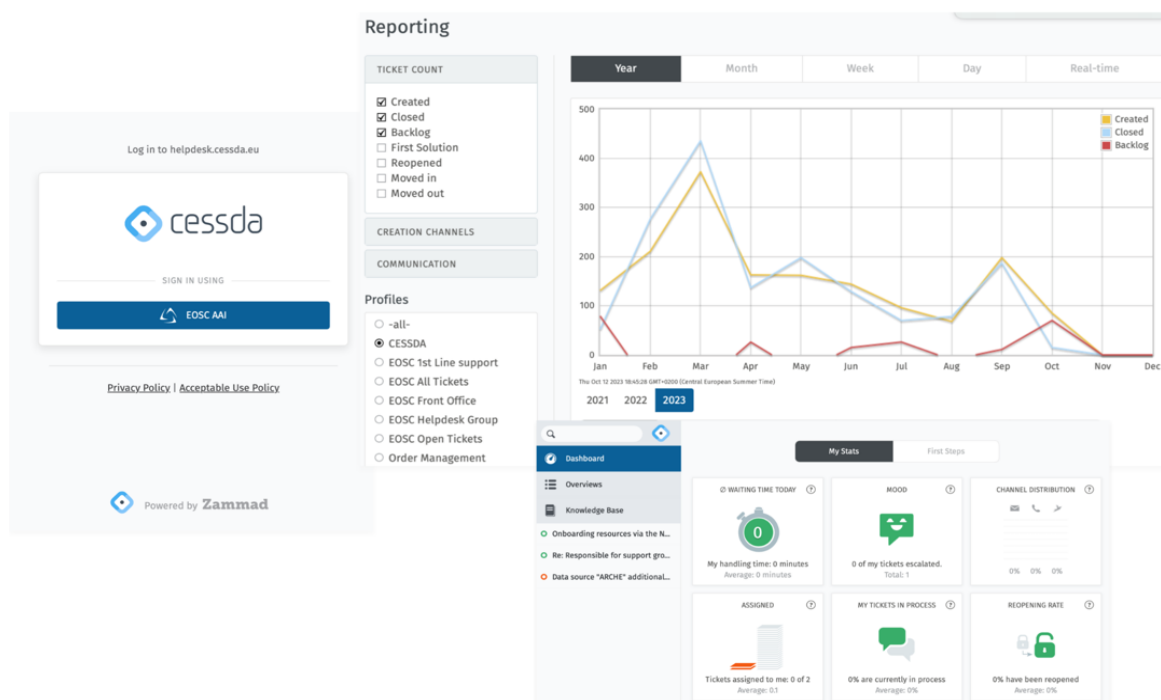 Log in to helpdesk.cessda.eu
cessda
SIGN IN USING
EOSC AAI
Privacy Policy | Acceptable Use Policy
Powered by Zammad
Reporting
TICKET COUNT
Created
Closed
Backlog
First Solution
Reopened
Moved in
Moved out
CREATION CHANNELS
COMMUNICATION
Profiles
-all-
CESSDA
EOSC 1st Line support
EOSC All Tickets
EOSC Front Office
EOSC Helpdesk Group
EOSC Open Tickets
Order Management
Year Month Week Day Real-time
500
400
300
200
100
0
Created
Closed
Backlog
Jan Feb Mar Apr May Jun Jul Aug Sep Oct Nov Dec
Thu Oct 12 2023 18:45:28 GMT+0200 (Central European Summer Time)
2021 2022 2023
Dashboard
Overviews
Knowledge Base
Onboarding resources via the N...
Re: Responsible for support gro...
Data source "ARCHE" additional...
My Stats First Steps
Ø WAITING TIME TODAY
0
My handling time: 0 minutes
Average: 0 minutes
MOOD
0 of my tickets escalated.
Total: 1
CHANNEL DISTRIBUTION
0% 0% 0%
ASSIGNED
Tickets assigned to me: 0 of 2
Average: 0.1
MY TICKETS IN PROCESS
0% are currently in process
Average: 0%
REOPENING RATE
0% have been reopened
Average: 0%